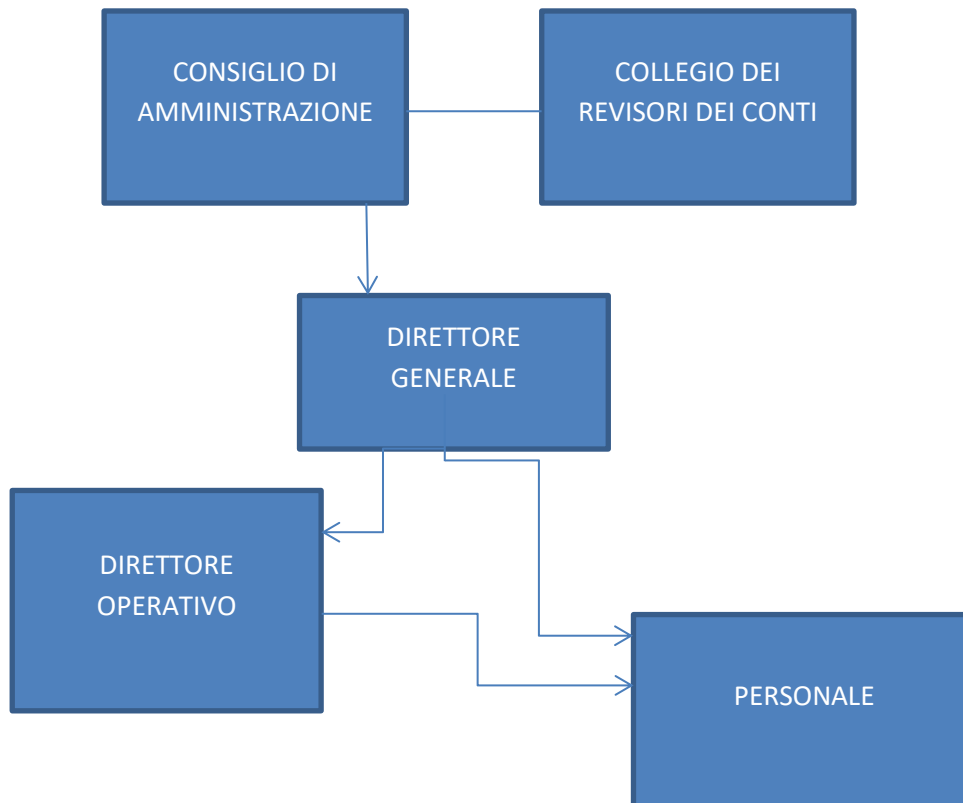 CONSIGLIO DI
AMMINISTRAZIONE
COLLEGIO DEI
REVISORI DEI CONTI
DIRETTORE
GENERALE
DIRETTORE
OPERATIVO
PERSONALE